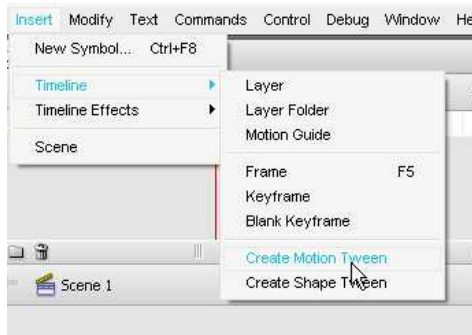 Insert Modify Text Commands Control Debug Window He
New Symbol... Ctrl+F8
Timeline
Timeline Effects
Scene
Layer
Layer Folder
Motion Guide
Frame F5
Keyframe
Blank Keyframe
Create Motion Tween
Create Shape Tween
Scene 1